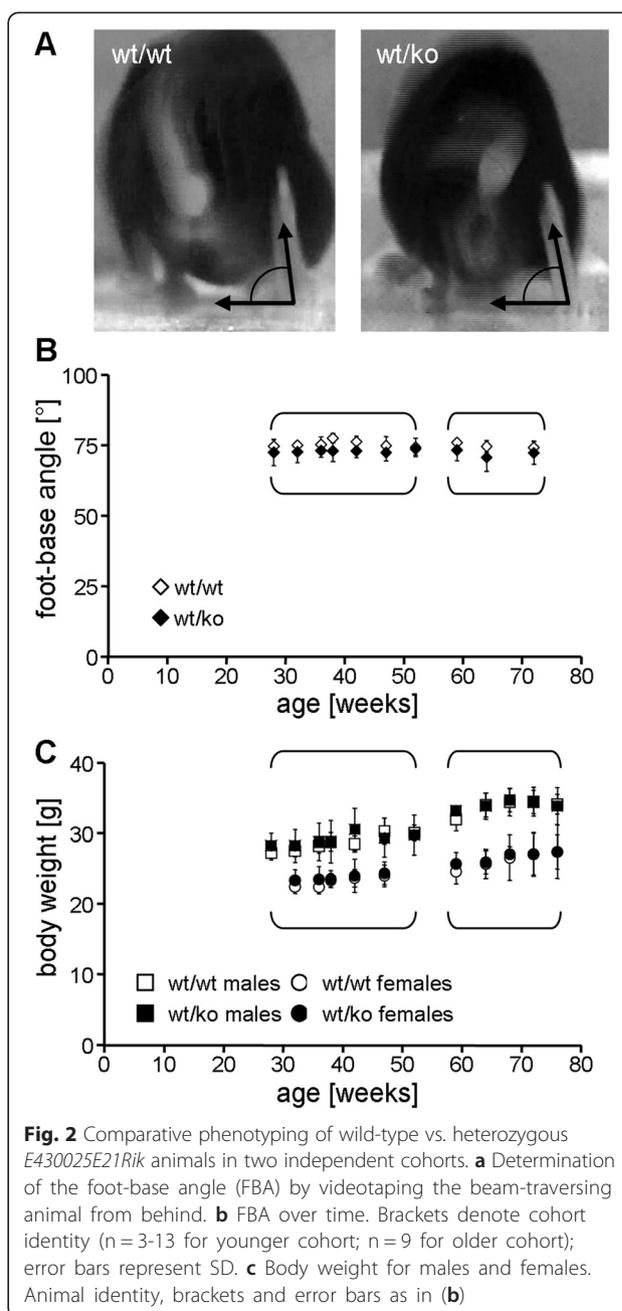 A
wt/wt
wt/ko
B
100
75
50
25
0
foot-base angle [°]
wt/wt
wt/ko
0 10 20 30 40 50 60 70 80
age [weeks]
C
40
30
20
10
0
body weight [g]
wt/wt males wt/wt females
wt/ko males wt/ko females
0 10 20 30 40 50 60 70 80
age [weeks]
Fig. 2 Comparative phenotyping of wild-type vs. heterozygous
E430025E21Rik animals in two independent cohorts. a Determination
of the foot-base angle (FBA) by videotaping the beam-traversing
animal from behind. b FBA over time. Brackets denote cohort
identity (n = 3-13 for younger cohort; n = 9 for older cohort);
error bars represent SD. c Body weight for males and females.
Animal identity, brackets and error bars as in (b)